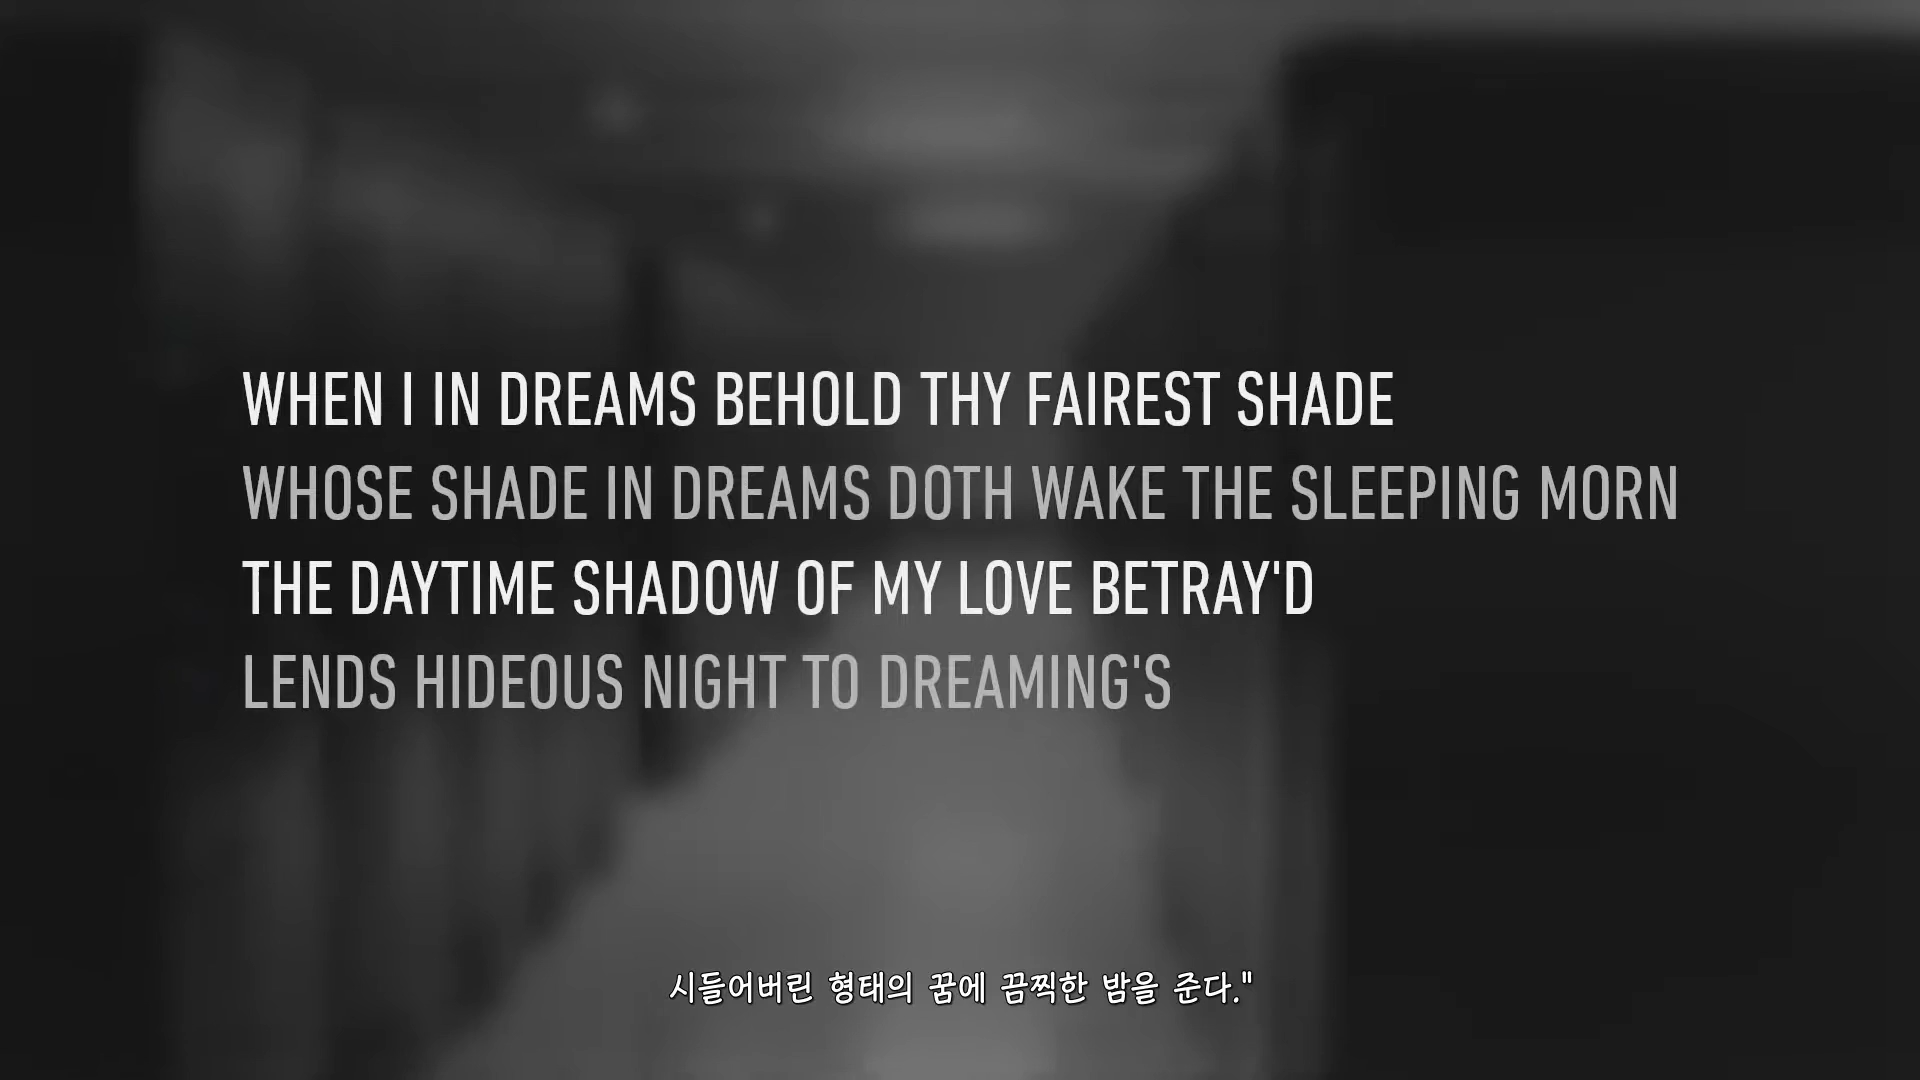 WHEN I IN DREAMS BEHOLD THY FAIREST SHADE
WHOSE SHADE IN DREAMS DOTH WAKE THE SLEEPING MORN
THE DAYTIME SHADOW OF MY LOVE BETRAY'D
LENDS HIDEOUS NIGHT TO DREAMING'S
시들어버린 형태의 꿈에 끔찍한 밤을 준다."